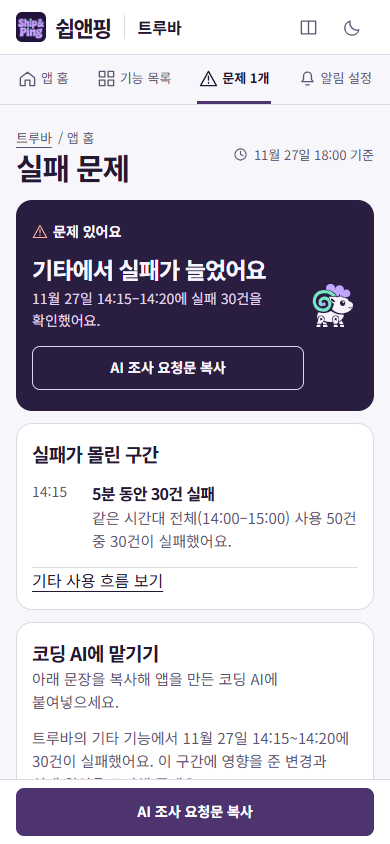 Ship&
Ping
쉽앤핑
트루바
앱 홈
기능 목록
문제 1개
알림 설정
트루바 / 앱 홈
실패 문제
11월 27일 18:00 기준
문제 있어요
기타에서 실패가 늘었어요
11월 27일 14:15–14:20에 실패 30건을
확인했어요.
AI 조사 요청문 복사
실패가 몰린 구간
14:15
5분 동안 30건 실패
같은 시간대 전체(14:00–15:00) 사용 50건
중 30건이 실패했어요.
기타 사용 흐름 보기
코딩 AI에 맡기기
아래 문장을 복사해 앱을 만든 코딩 AI에
붙여넣으세요.
트루바의 기타 기능에서 11월 27일 14:15~14:20에
30건이 실패했어요. 이 구간에 영향을 준 변경과
AI 조사 요청문 복사